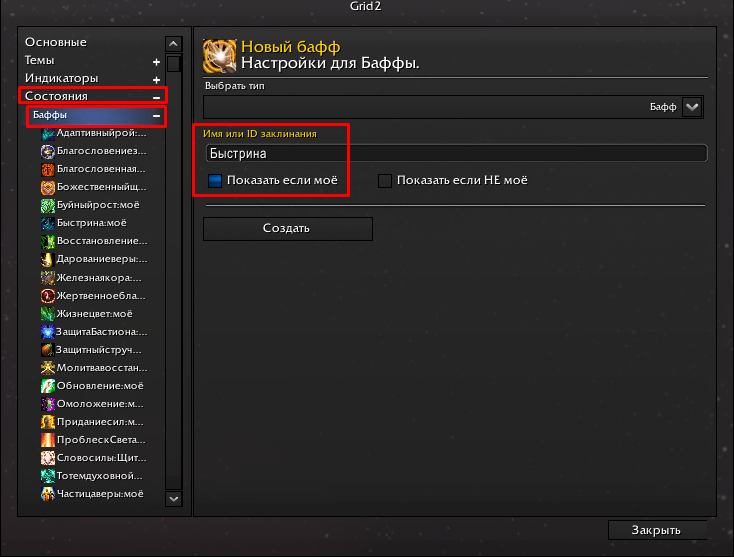 Grid2
Основные
Темы
Индикаторы
Состояния
Баффы
Адаптивныйрой:...
Благословениез...
Благословенная...
Божественныйщ...
Буйныйрост:моё
Быстрина:моё
Восстановление...
Дарованиеверы:...
Железнаякора:...
Жертвенноебла...
Жизнецвет:моё
ЗащитаБастиона:...
Защитныйструч...
Молитвавосстан...
Обновление:моё
Омоложение:м...
Приданиесил:м...
ПроблескСвета...
Словосилы:Щит...
Тотемдуховной...
Частицаверы:моё
Новый бафф
Настройки для Баффы.
Выбрать тип
Бафф
Имя или ID заклинания
Быстрина
Показать если моё
Показать если НЕ моё
Создать
Закрыть